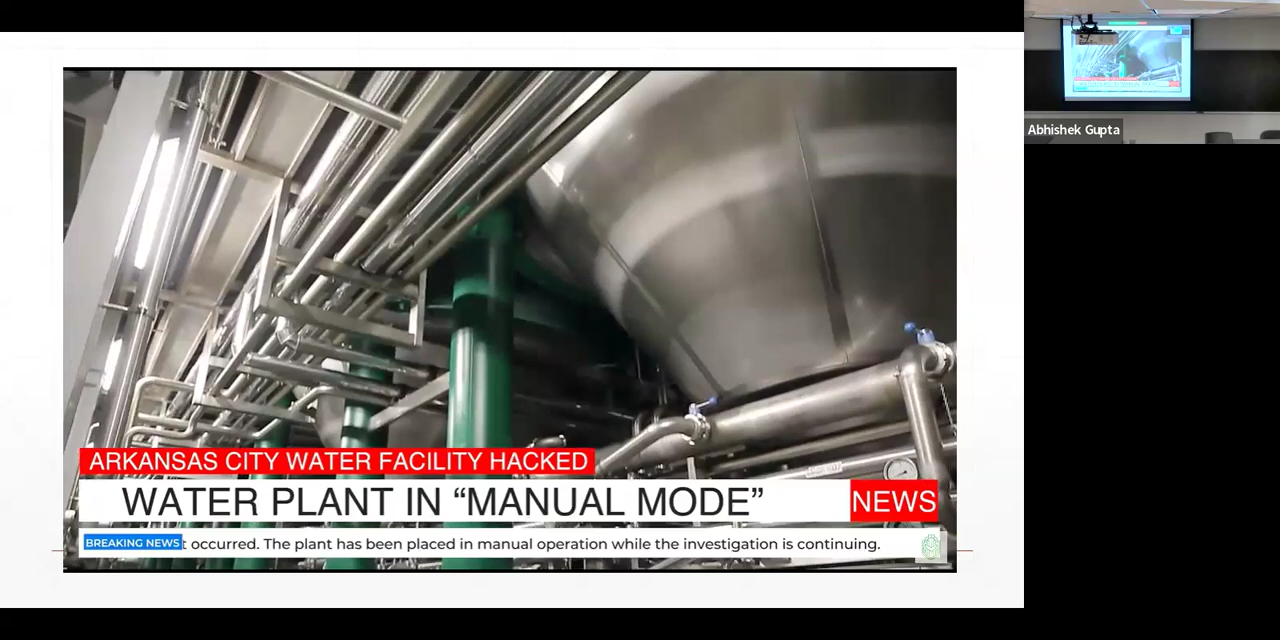 ARKANSAS CITY WATER FACILITY HACKED
WATER PLANT IN “MANUAL MODE”
NEWS
BREAKING NEWS
t occurred. The plant has been placed in manual operation while the investigation is continuing.
Abhishek Gupta